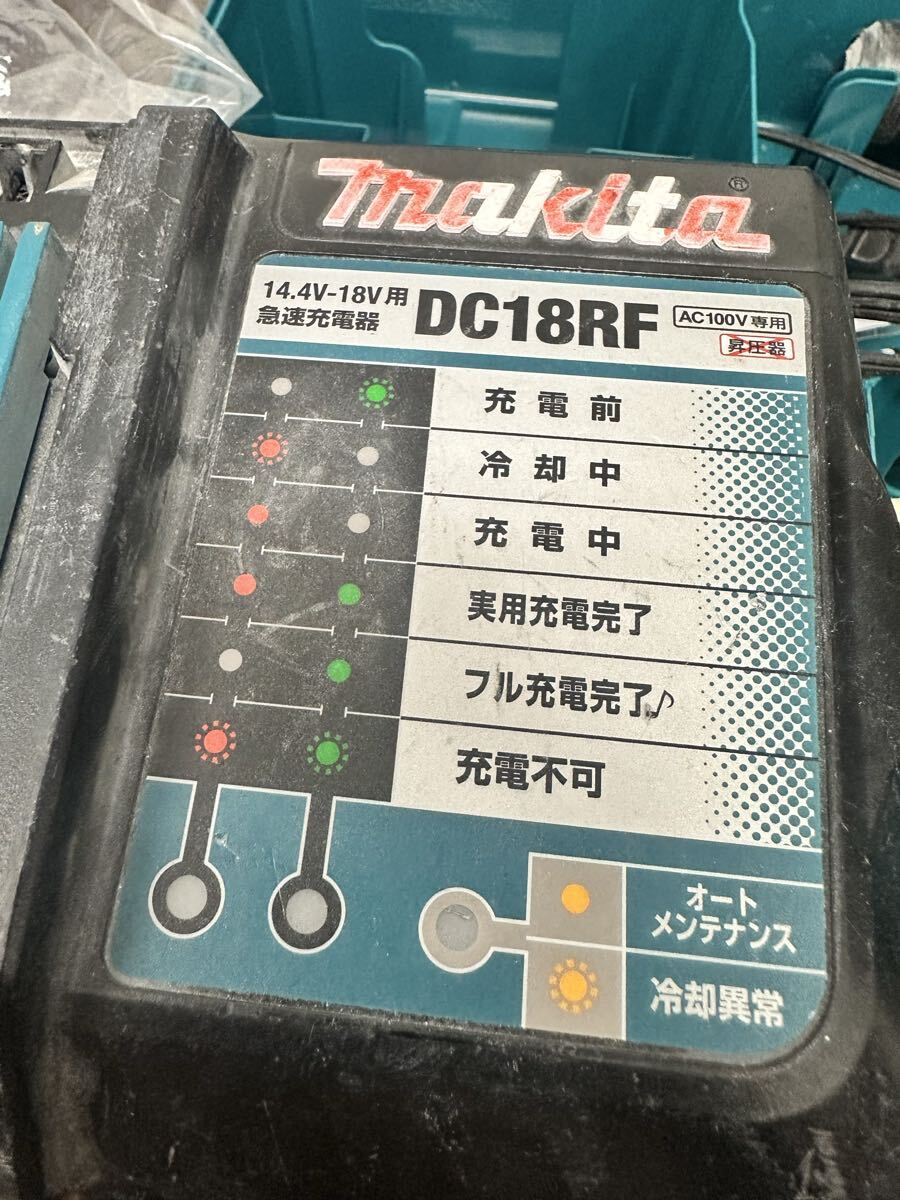 makita®
14.4V-18V用
急速充電器
DC18RF
AC100V専用
昇圧器
充電前
冷却中
充電中
実用充電完了
フル充電完了♪
充電不可
オート
メンテナンス
冷却異常